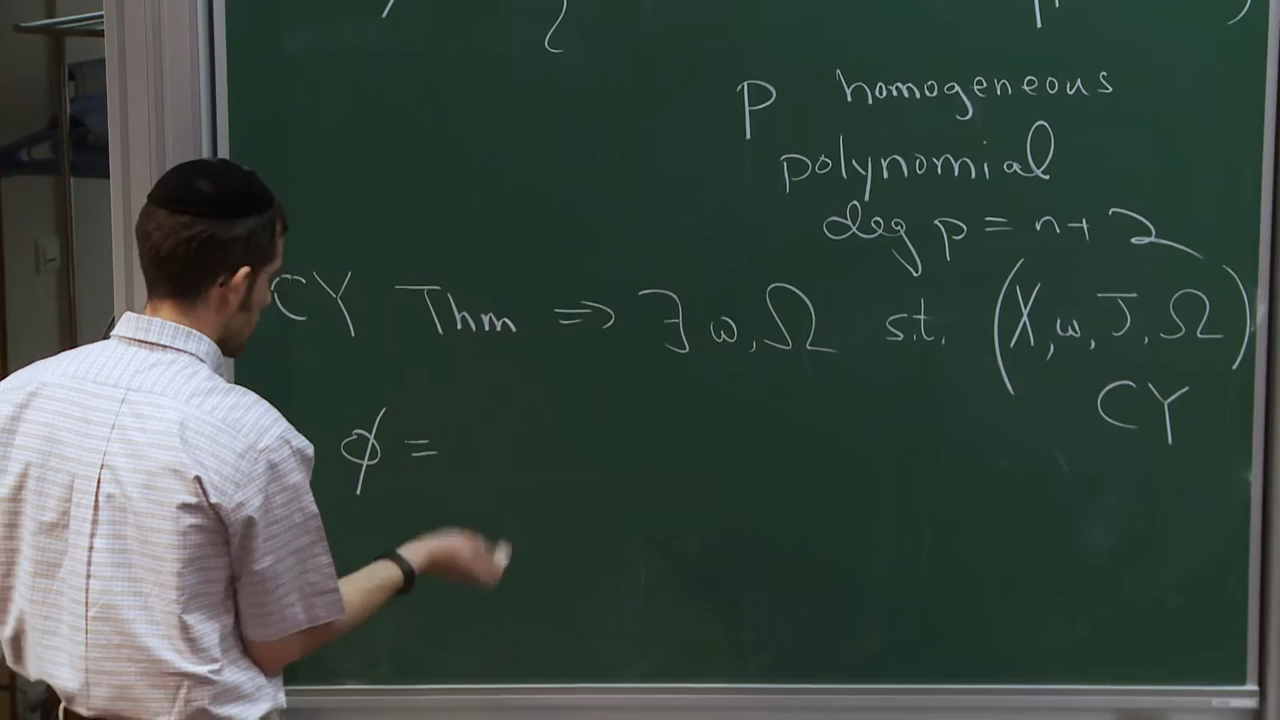 P homogeneous
polynomial
deg p = n+2
CY Thm ⇒ ∃ ω, Ω s.t. (X, ω, J, Ω)
CY
ϕ =